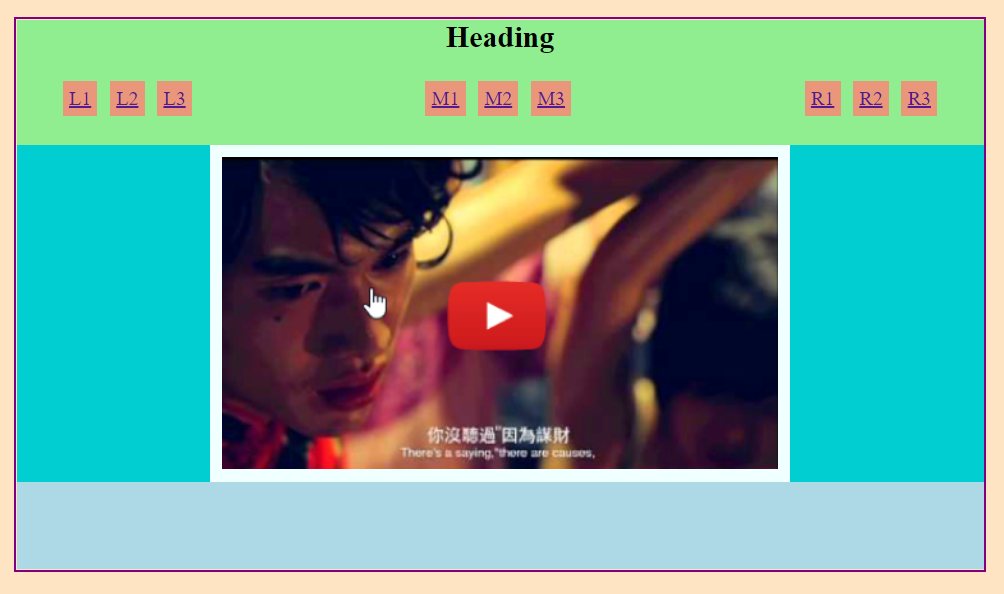 Heading
L1 L2 L3 M1 M2 M3 R1 R2 R3
你沒聽過"因為謀財
There's a saying,"there are causes,